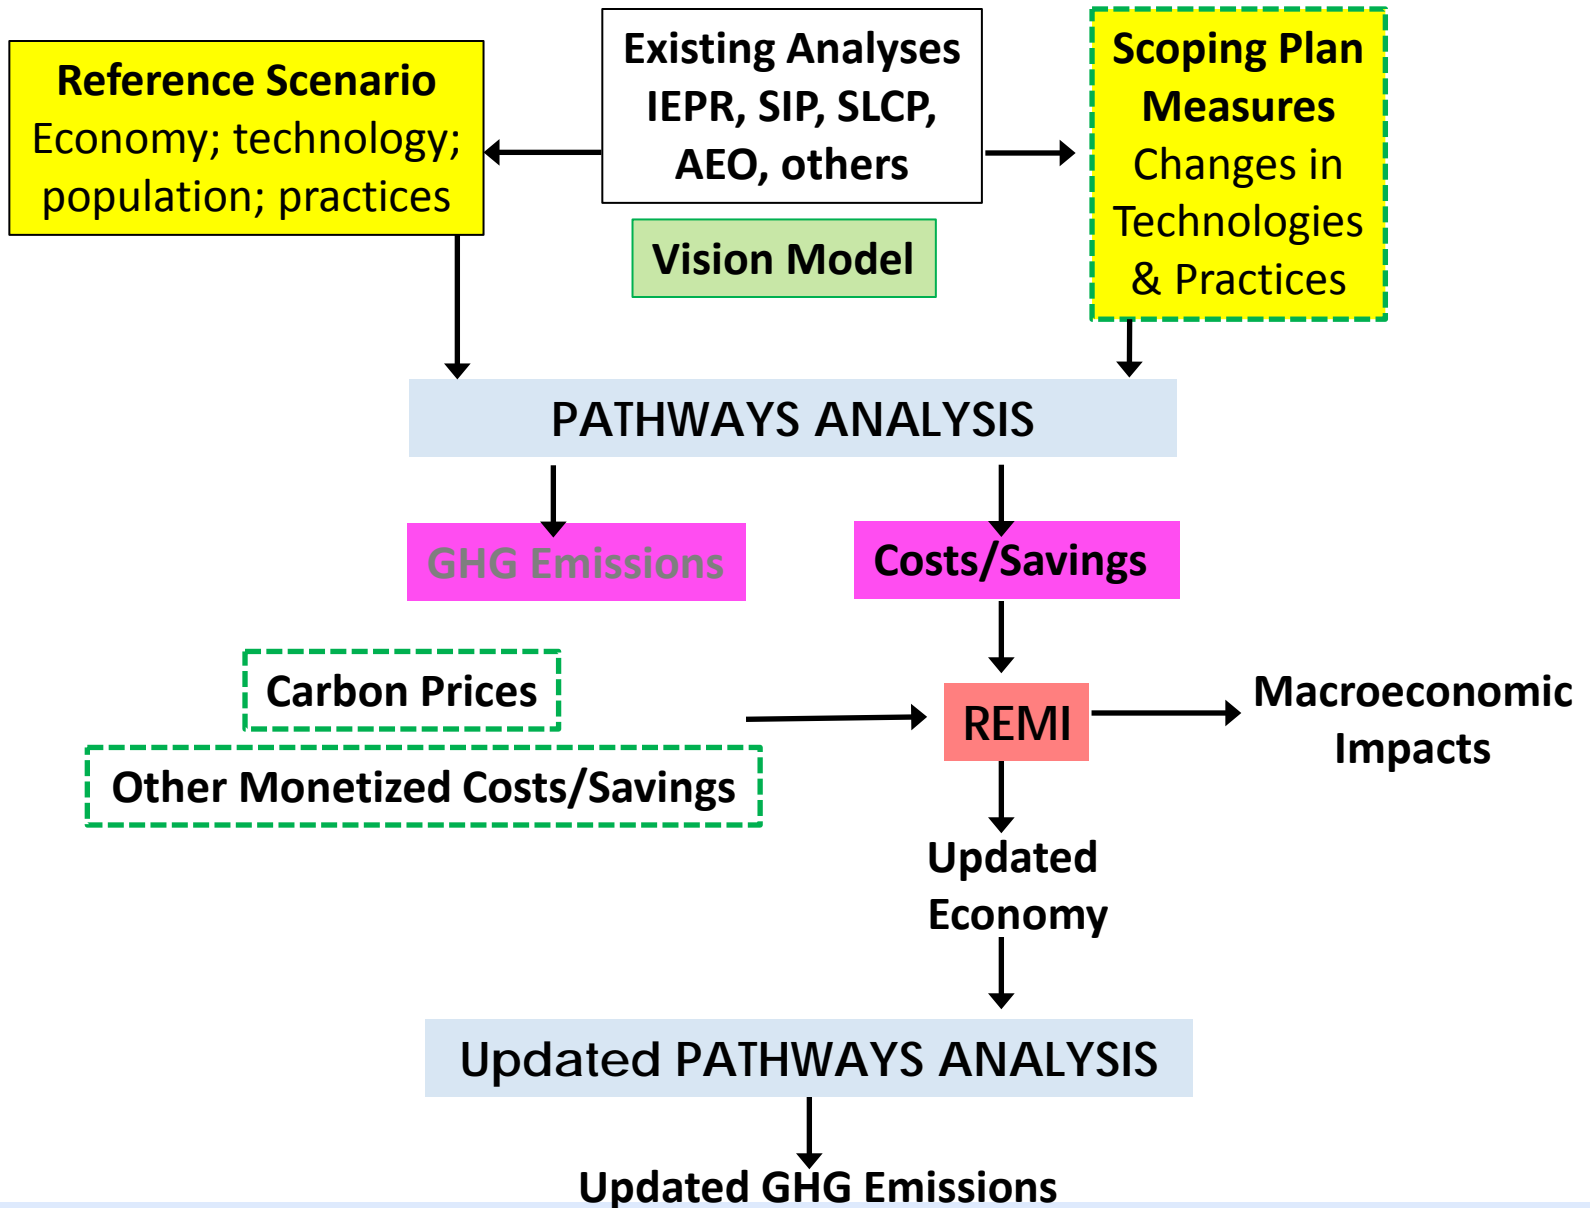 Reference Scenario
Economy; technology;
population; practices
Existing Analyses
IEPR, SIP, SLCP,
AEO, others
Vision Model
Scoping Plan
Measures
Changes in
Technologies
& Practices
PATHWAYS ANALYSIS
GHG Emissions
Costs/Savings
Carbon Prices
Other Monetized Costs/Savings
REMI
Macroeconomic
Impacts
Updated
Economy
Updated PATHWAYS ANALYSIS
Updated GHG Emissions